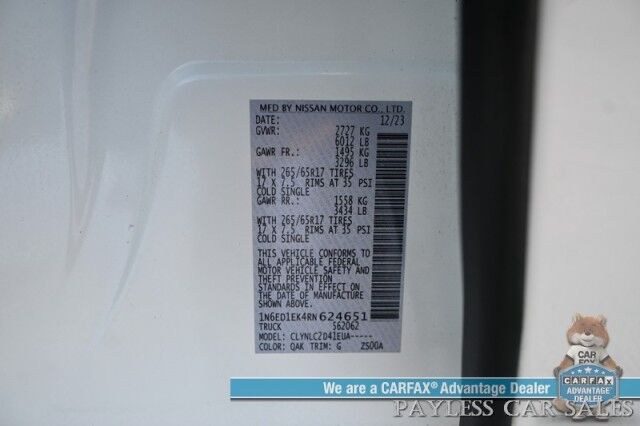 MFD BY NISSAN MOTOR CO., LTD.
DATE: 12/23
GVWR: 2727 KG
6012 LB
GAWR FR.: 1495 KG
3296 LB
WITH 265/65R17 TIRES
17 X 7.5 RIMS AT 35 PSI
COLD SINGLE
GAWR RR.: 1558 KG
3434 LB
WITH 265/65R17 TIRES
17 X 7.5 RIMS AT 35 PSI
COLD SINGLE
THIS VEHICLE CONFORMS TO
ALL APPLICABLE FEDERAL
MOTOR VEHICLE SAFETY AND
THEFT PREVENTION
STANDARDS IN EFFECT ON
THE DATE OF MANUFACTURE
SHOWN ABOVE.
1N6ED1EK4RN624651
TRUCK 562062
MODEL: CLYNLCZD41EUA-----
COLOR: QAK TRIM: G ZS00A
CAR
FOX
We are a CARFAX® Advantage Dealer
CARFAX
ADVANTAGE
DEALER
PAYLESS CAR SALES